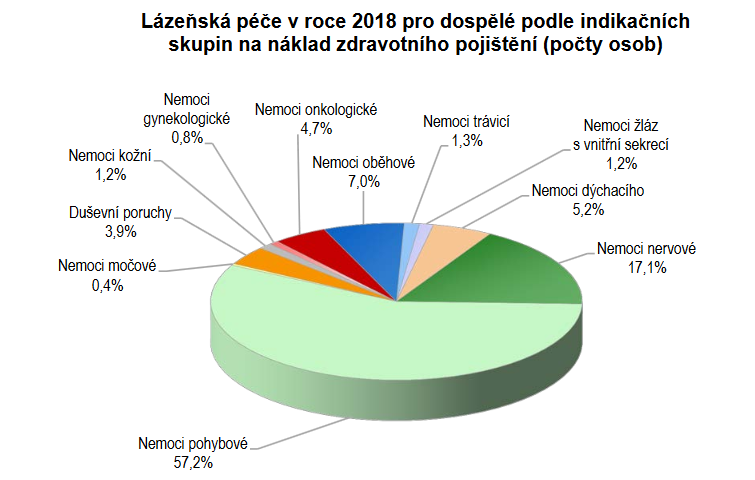 Lázeňská péče v roce 2018 pro dospělé podle indikačních
skupin na náklad zdravotního pojištění (počty osob)
Nemoci
gynekologické
0,8%
Nemoci onkologické
4,7%
Nemoci oběhové
7,0%
Nemoci trávicí
1,3%
Nemoci žláz
s vnitřní sekrecí
1,2%
Nemoci kožní
1,2%
Nemoci dýchacího
5,2%
Duševní poruchy
3,9%
Nemoci nervové
17,1%
Nemoci močové
0,4%
Nemoci pohybové
57,2%